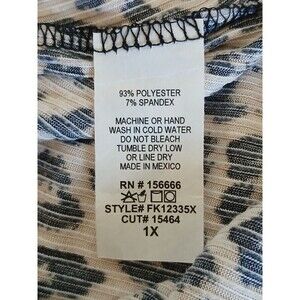 93% POLYESTER
7% SPANDEX
MACHINE OR HAND
WASH IN COLD WATER
DO NOT BLEACH
TUMBLE DRY LOW
OR LINE DRY
MADE IN MEXICO
RN # 156666
STYLE# FK12335X
CUT# 15464
1X